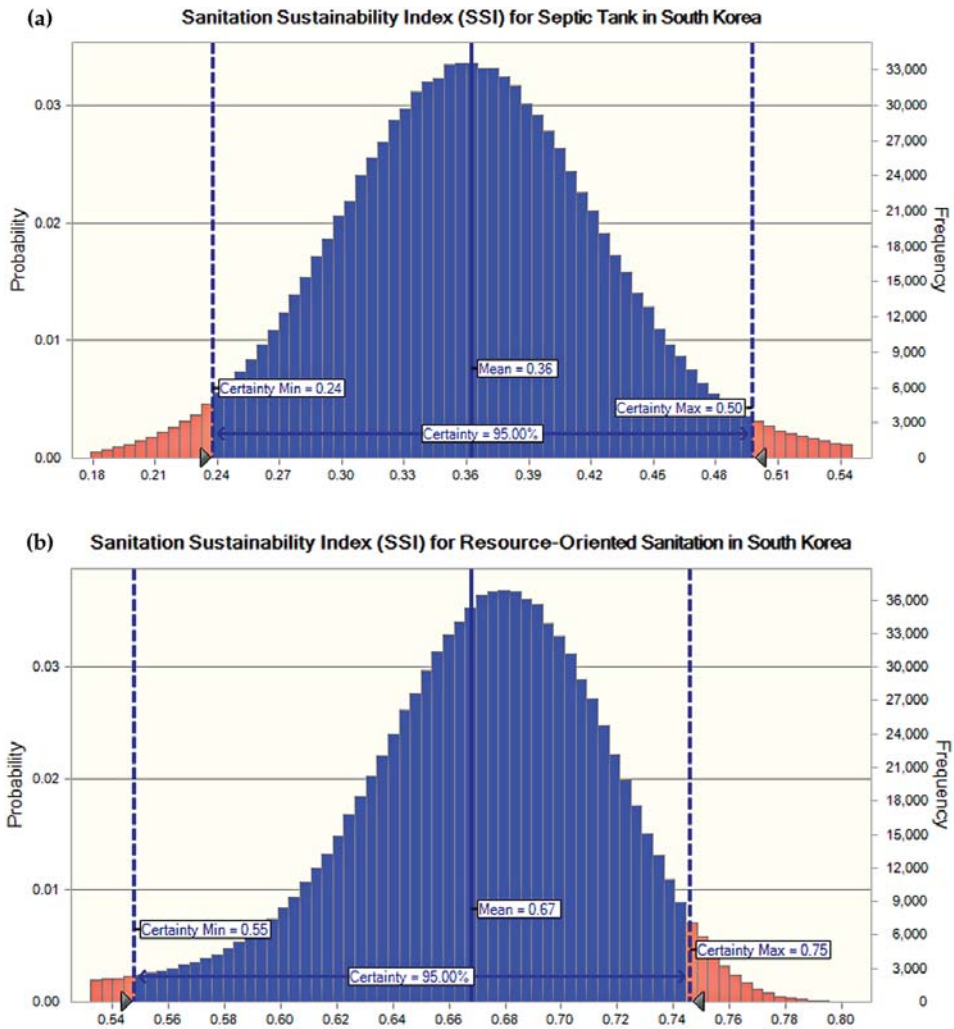 (a)
Sanitation Sustainability Index (SSI) for Septic Tank in South Korea
33,000
0.03
30,000
27,000
24,000
0.02
21,000
18,000
15,000
12,000
0.01
9,000
6,000
3,000
0.00
0
Probability
Frequency
Mean = 0.36
Certainty Min = 0.24
Certainty Max = 0.50
Certainty = 95.00%
0.18 0.21 0.24 0.27 0.30 0.33 0.36 0.39 0.42 0.45 0.48 0.51 0.54
(b)
Sanitation Sustainability Index (SSI) for Resource-Oriented Sanitation in South Korea
36,000
33,000
0.03
30,000
27,000
24,000
0.02
21,000
18,000
15,000
12,000
0.01
9,000
6,000
3,000
0.00
0
Probability
Frequency
Mean = 0.67
Certainty Min = 0.55
Certainty Max = 0.75
Certainty = 95.00%
0.54 0.56 0.58 0.60 0.62 0.64 0.66 0.68 0.70 0.72 0.74 0.76 0.78 0.80